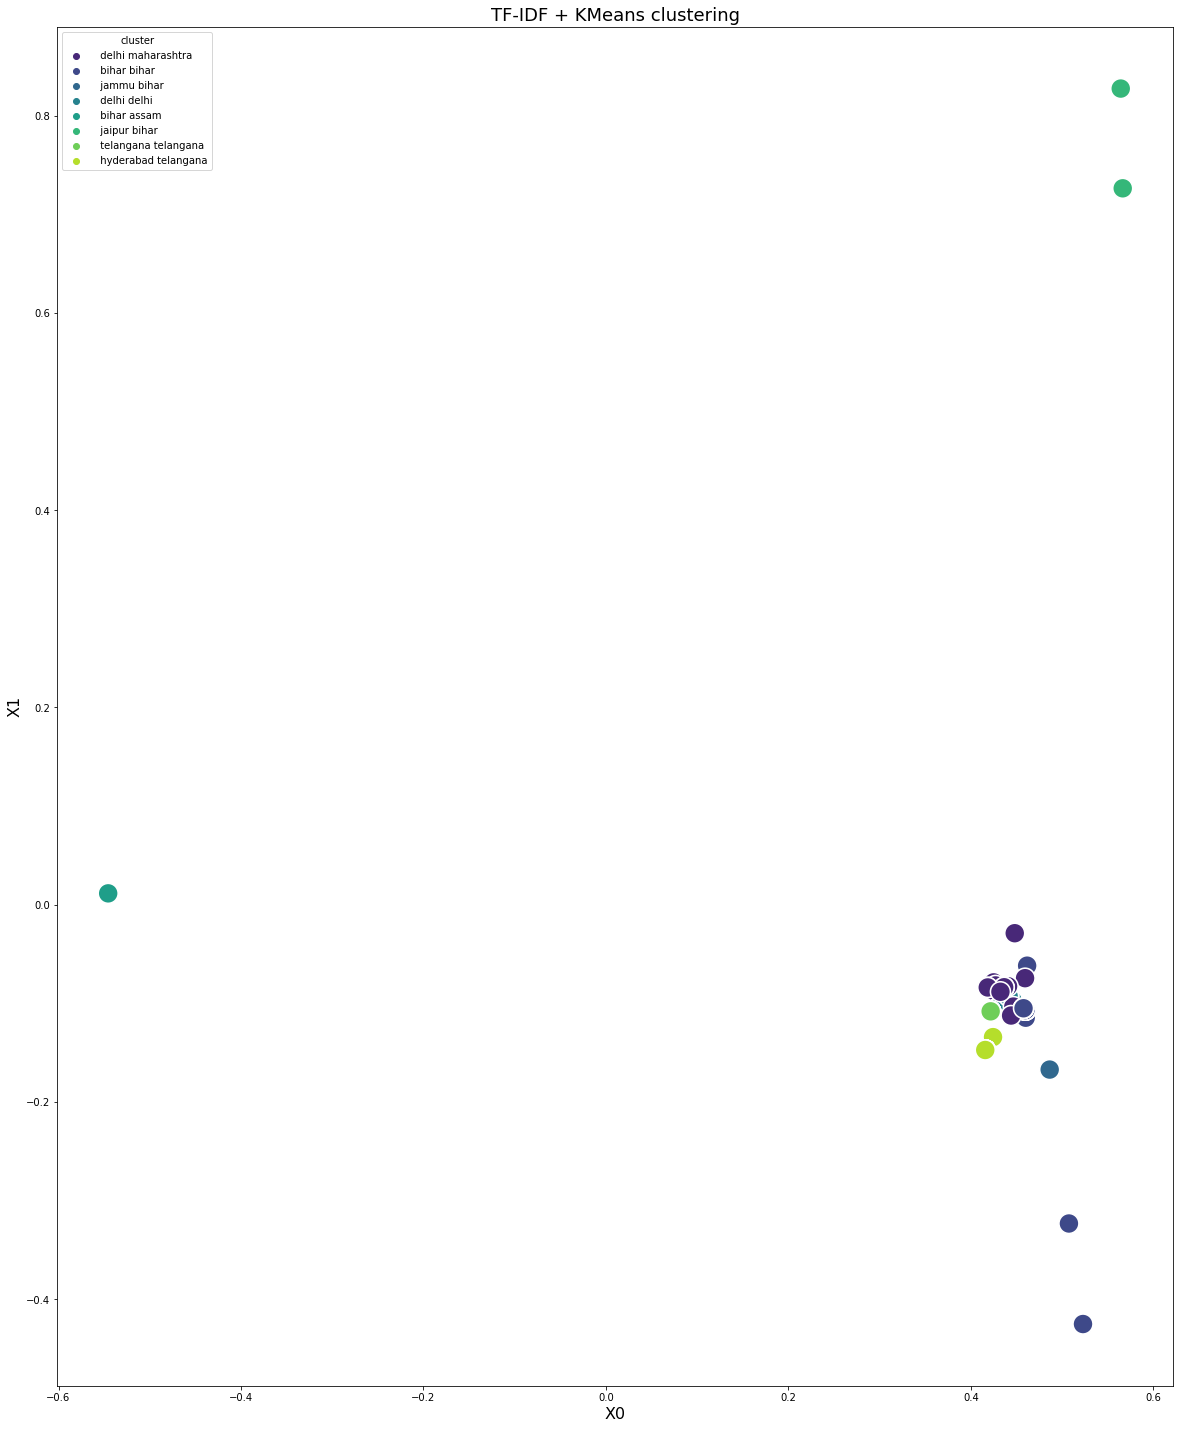 TF-IDF + KMeans clustering
cluster
delhi maharashtra
bihar bihar
jammu bihar
delhi delhi
bihar assam
jaipur bihar
telangana telangana
hyderabad telangana
0.8
0.6
0.4
0.2
0.0
−0.2
−0.4
X1
−0.6
−0.4
−0.2
0.0
0.2
0.4
0.6
X0